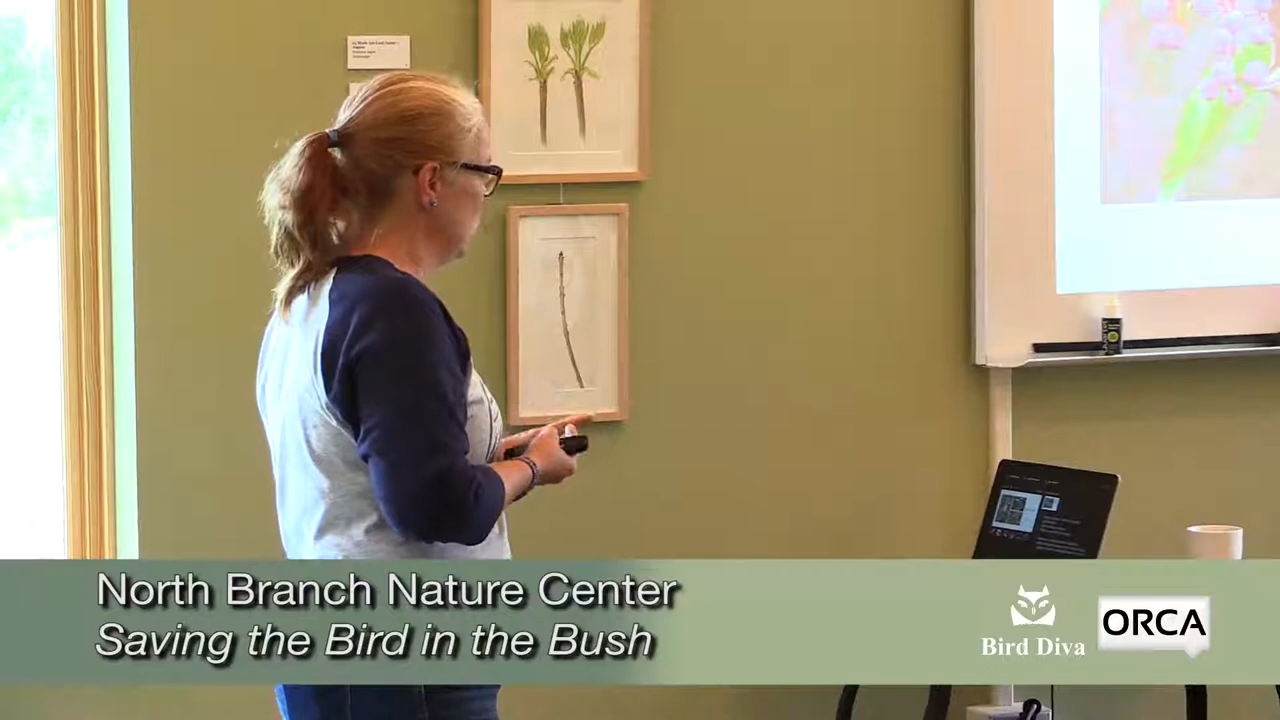 North Branch Nature Center
Saving the Bird in the Bush
Bird Diva
ORCA